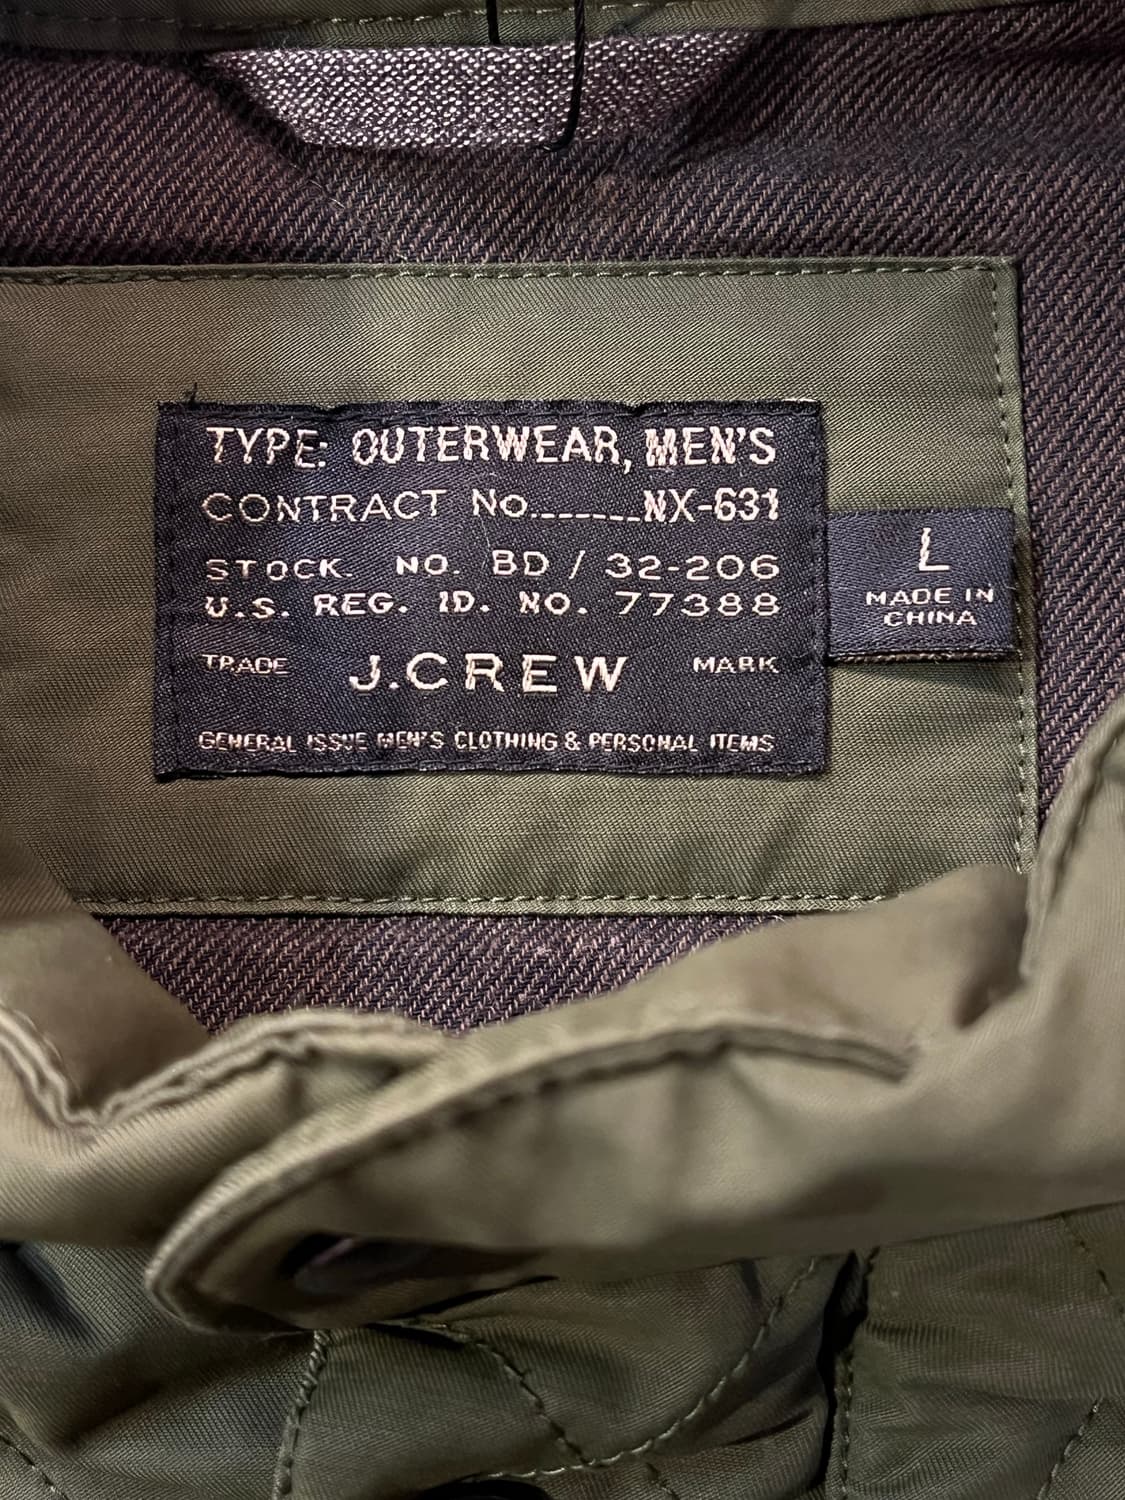 TYPE: OUTERWEAR, MEN'S
CONTRACT No.......NX-631
STOCK. NO. BD / 32-206
U.S. REG. ID. NO. 77388
TRADE J.CREW MARK
GENERAL ISSUE MEN'S CLOTHING & PERSONAL ITEMS
L
MADE IN
CHINA